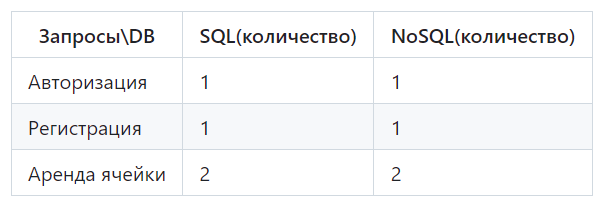 Запросы\DB SQL(количество) NoSQL(количество)
Авторизация 1 1
Регистрация 1 1
Аренда ячейки 2 2